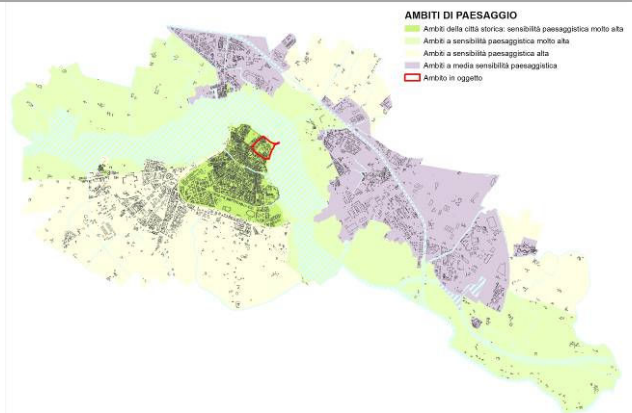 AMBITI DI PAESAGGIO
Ambiti della città storica: sensibilità paesaggistica molto alta
Ambiti a sensibilità paesaggistica molto alta
Ambiti a sensibilità paesaggistica alta
Ambiti a media sensibilità paesaggistica
Ambito in oggetto